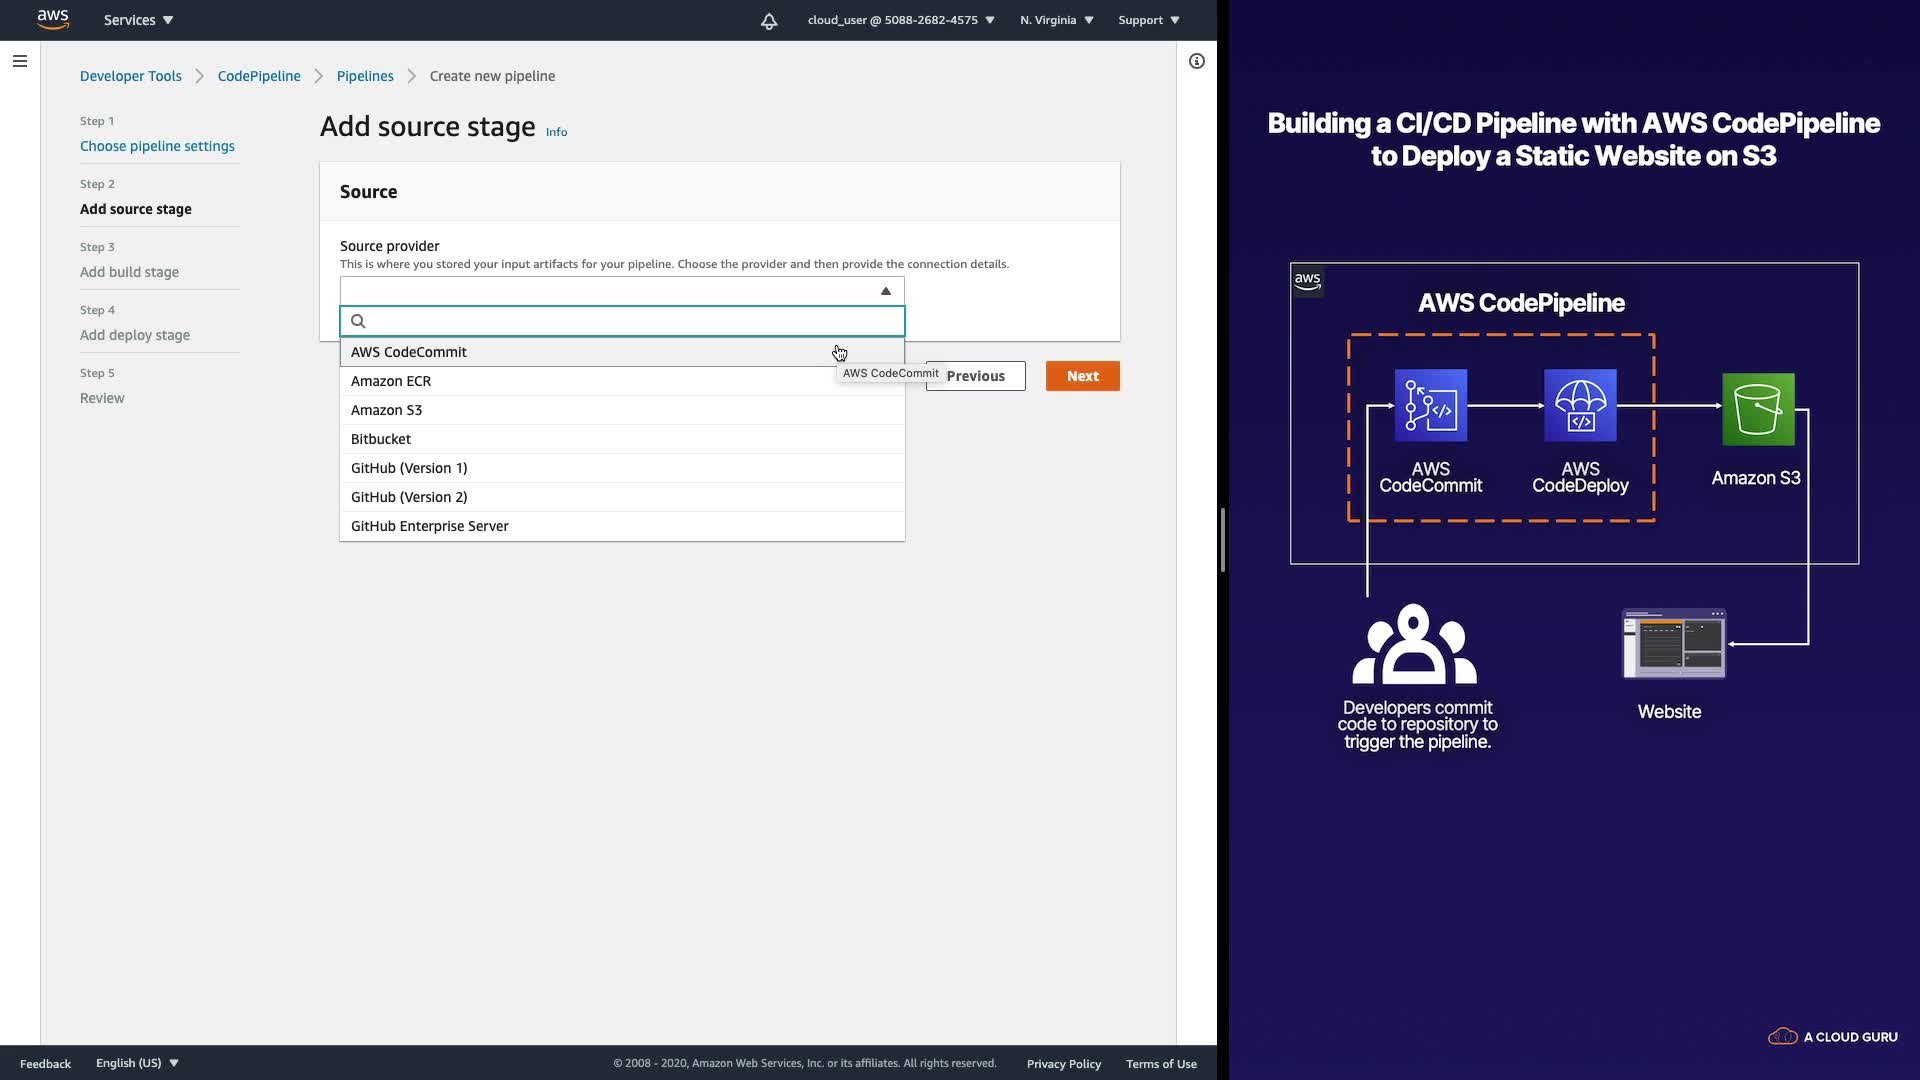 aws
Services
cloud_user @ 5088-2682-4575
N. Virginia
Support
Developer Tools
CodePipeline
Pipelines
Create new pipeline
Step 1
Choose pipeline settings
Step 2
Add source stage
Step 3
Add build stage
Step 4
Add deploy stage
Step 5
Review
Add source stage
Info
Source
Source provider
This is where you stored your input artifacts for your pipeline. Choose the provider and then provide the connection details.
AWS CodeCommit
Amazon ECR
Amazon S3
Bitbucket
GitHub (Version 1)
GitHub (Version 2)
GitHub Enterprise Server
AWS CodeCommit
Previous
Next
Feedback
English (US)
© 2008 - 2020, Amazon Web Services, Inc. or its affiliates. All rights reserved.
Privacy Policy
Terms of Use
Building a CI/CD Pipeline with AWS CodePipeline
to Deploy a Static Website on S3
aws
AWS CodePipeline
AWS
CodeCommit
AWS
CodeDeploy
Amazon S3
Developers commit
code to repository to
trigger the pipeline.
Website
A CLOUD GURU